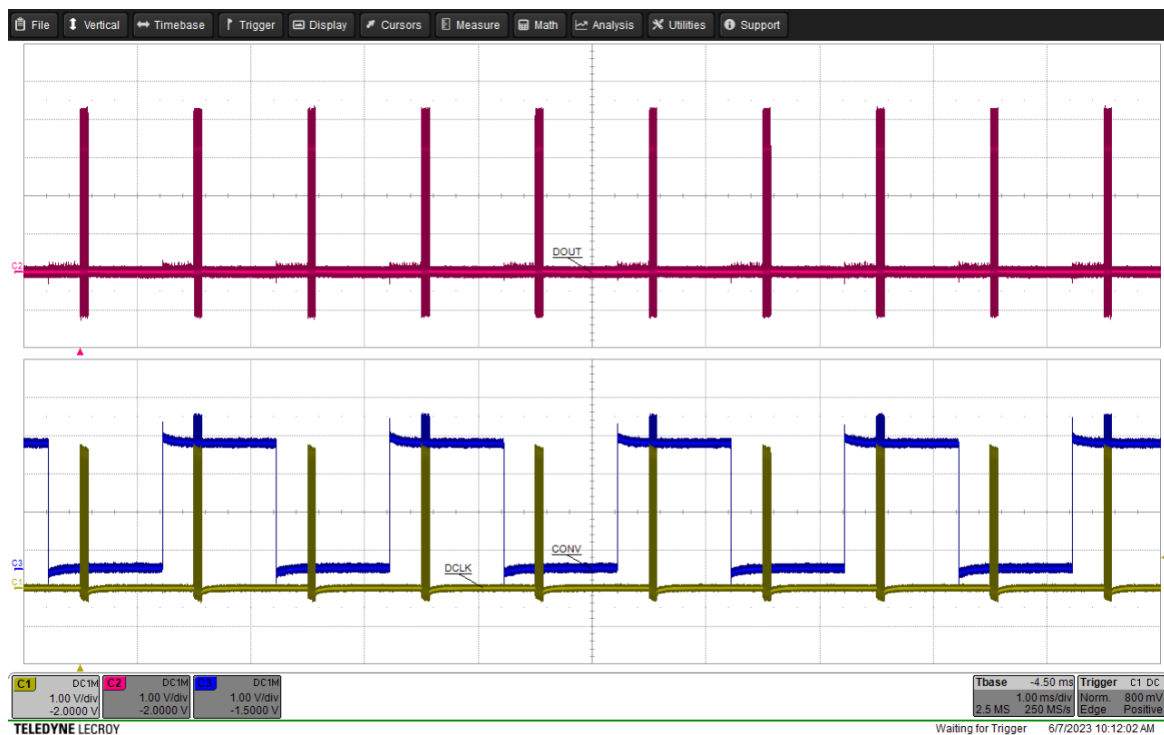 File Vertical Timebase Trigger Display Cursors Measure Math Analysis Utilities Support
C2
DOUT
C3
CONV
C1
DCLK
C1 DC1M C2 DC1M C3 DC1M Tbase -4.50 ms Trigger C1 DC
1.00 V/div 1.00 V/div 1.00 V/div 1.00 ms/div Norm. 800 mV
-2.0000 V -2.0000 V -1.5000 V 2.5 MS 250 MS/s Edge Positive
TELEDYNE LECROY Waiting for Trigger 6/7/2023 10:12:02 AM